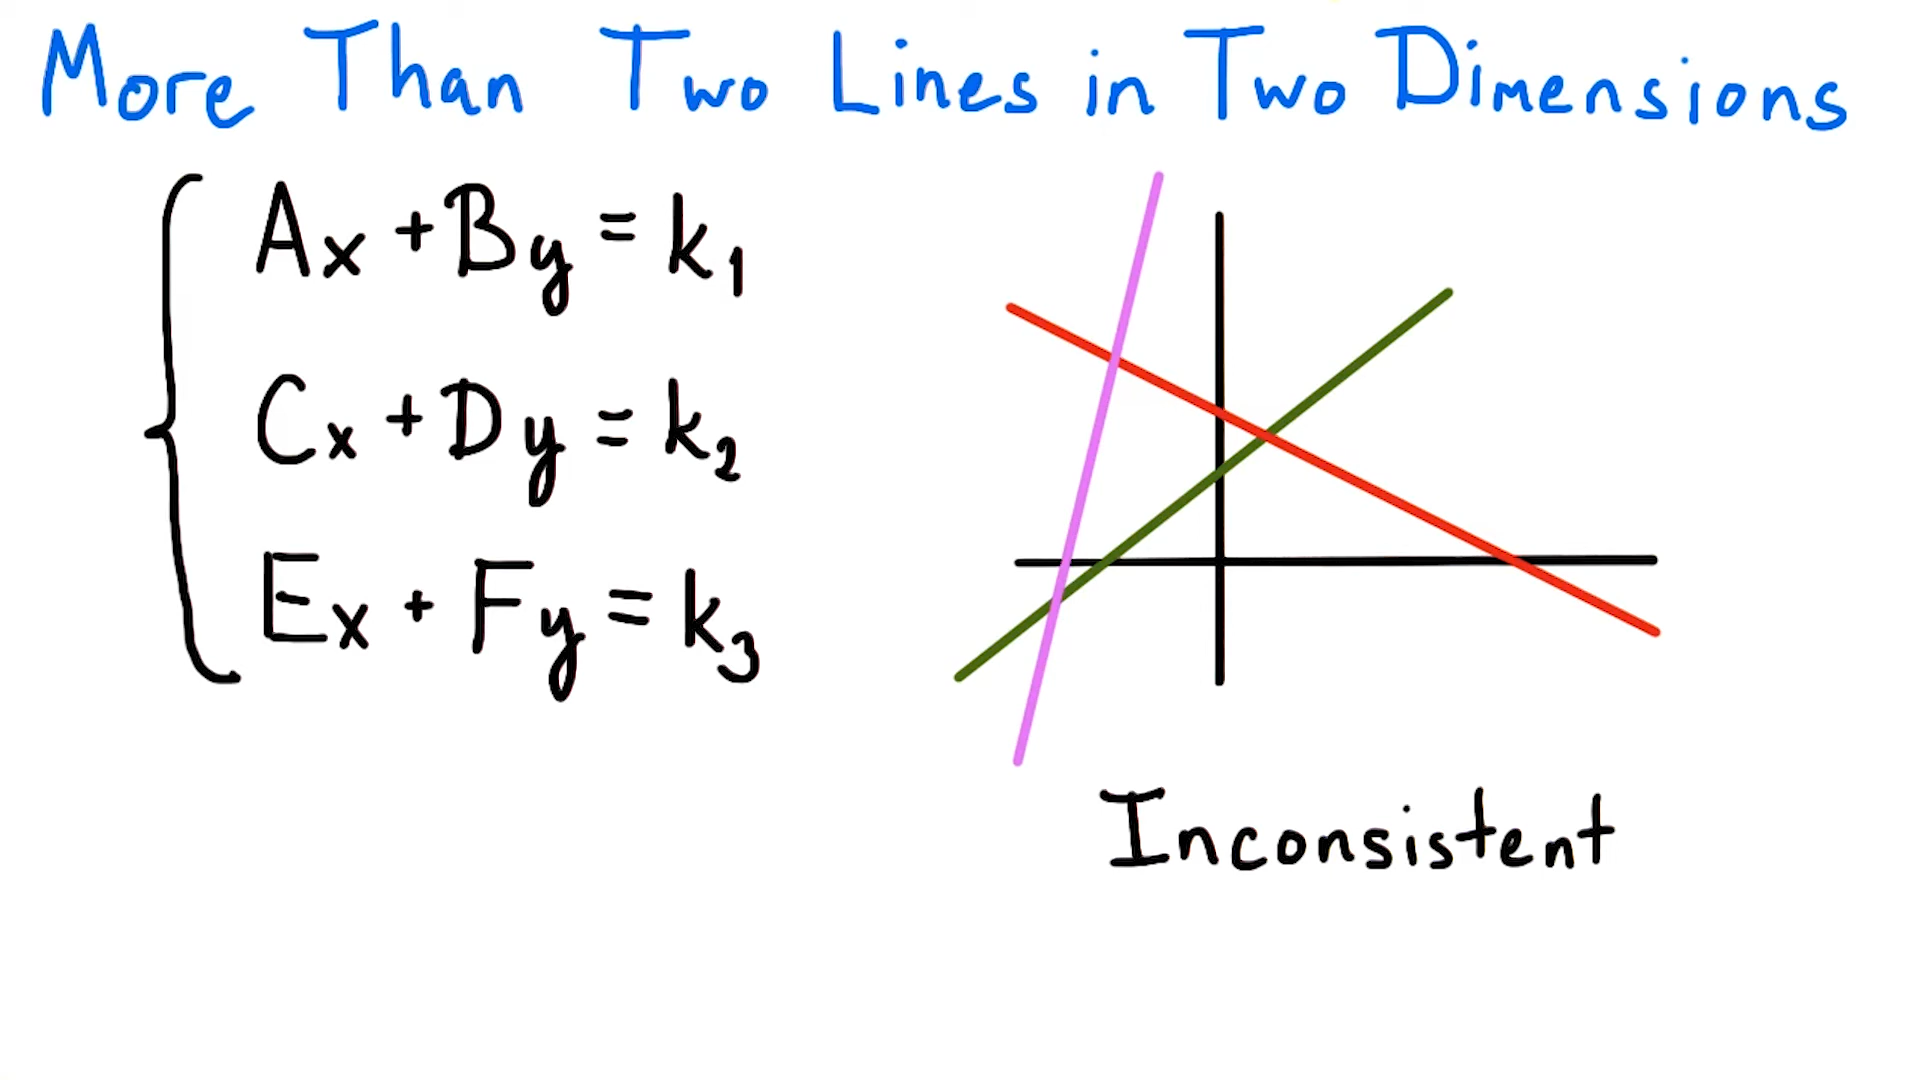 More Than Two Lines in Two Dimensions
Ax + By = k₁
Cx + Dy = k₂
Ex + Fy = k₃
Inconsistent